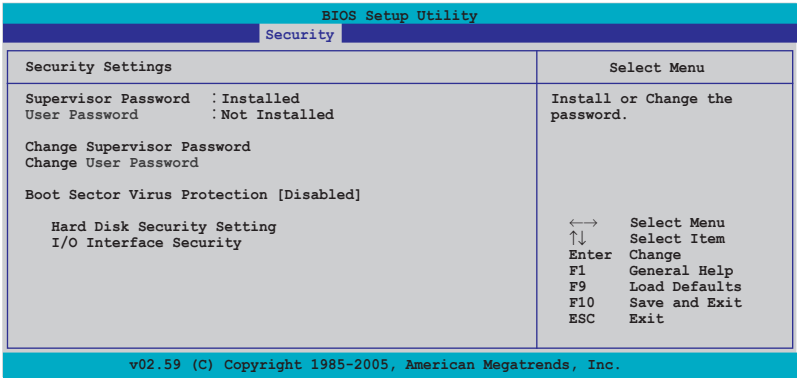 BIOS Setup Utility
Security
Security Settings
Select Menu
Supervisor Password : Installed
User Password : Not Installed
Change Supervisor Password
Change User Password
Boot Sector Virus Protection [Disabled]
Hard Disk Security Setting
I/O Interface Security
Install or Change the
password.
←→ Select Menu
↑↓ Select Item
Enter Change
F1 General Help
F9 Load Defaults
F10 Save and Exit
ESC Exit
v02.59 (C) Copyright 1985-2005, American Megatrends, Inc.